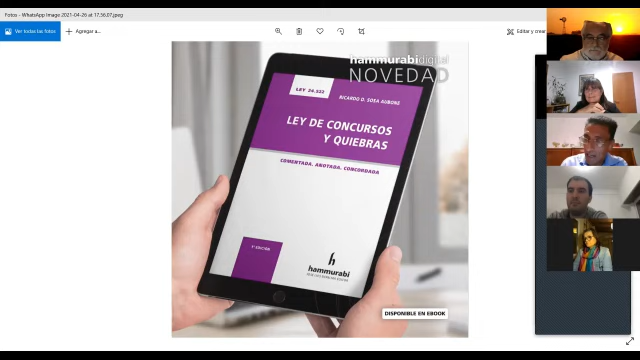 Fotos - WhatsApp Image 2021-04-26 at 17,56,07.jpeg
Ver todas las fotos
Agregar a...
Editar y crear
hammurabidigital
NOVEDAD
LEY 24.522
RICARDO D. SOSA AUBONE
LEY DE CONCURSOS
Y QUIEBRAS
COMENTADA. ANOTADA. CONCORDADA
hammurabi
DISPONIBLE EN EBOOK